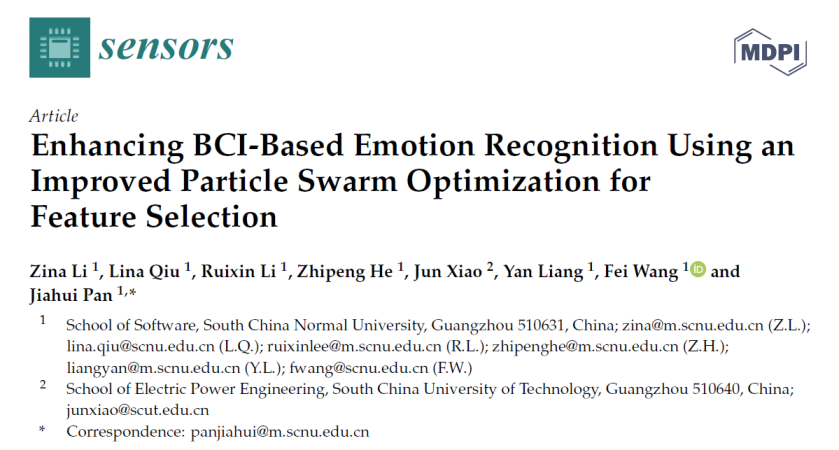 sensors
MDPI
Article
Enhancing BCI-Based Emotion Recognition Using an
Improved Particle Swarm Optimization for
Feature Selection
Zina Li 1, Lina Qiu 1, Ruixin Li 1, Zhipeng He 1, Jun Xiao 2, Yan Liang 1, Fei Wang 1 iD and
Jiahui Pan 1,*
1 School of Software, South China Normal University, Guangzhou 510631, China; zina@m.scnu.edu.cn (Z.L.);
lina.qiu@scnu.edu.cn (L.Q.); ruixinlee@m.scnu.edu.cn (R.L.); zhipenghe@m.scnu.edu.cn (Z.H.);
liangyan@m.scnu.edu.cn (Y.L.); fwang@scnu.edu.cn (F.W.)
2 School of Electric Power Engineering, South China University of Technology, Guangzhou 510640, China;
junxiao@scut.edu.cn
* Correspondence: panjiahui@m.scnu.edu.cn